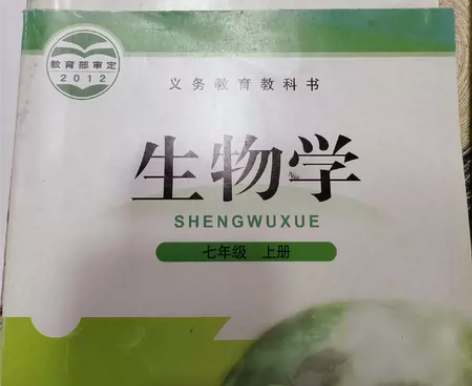 教育部审定
2012
义务教育教科书
生物学
SHENGWUXUE
七年级 上册